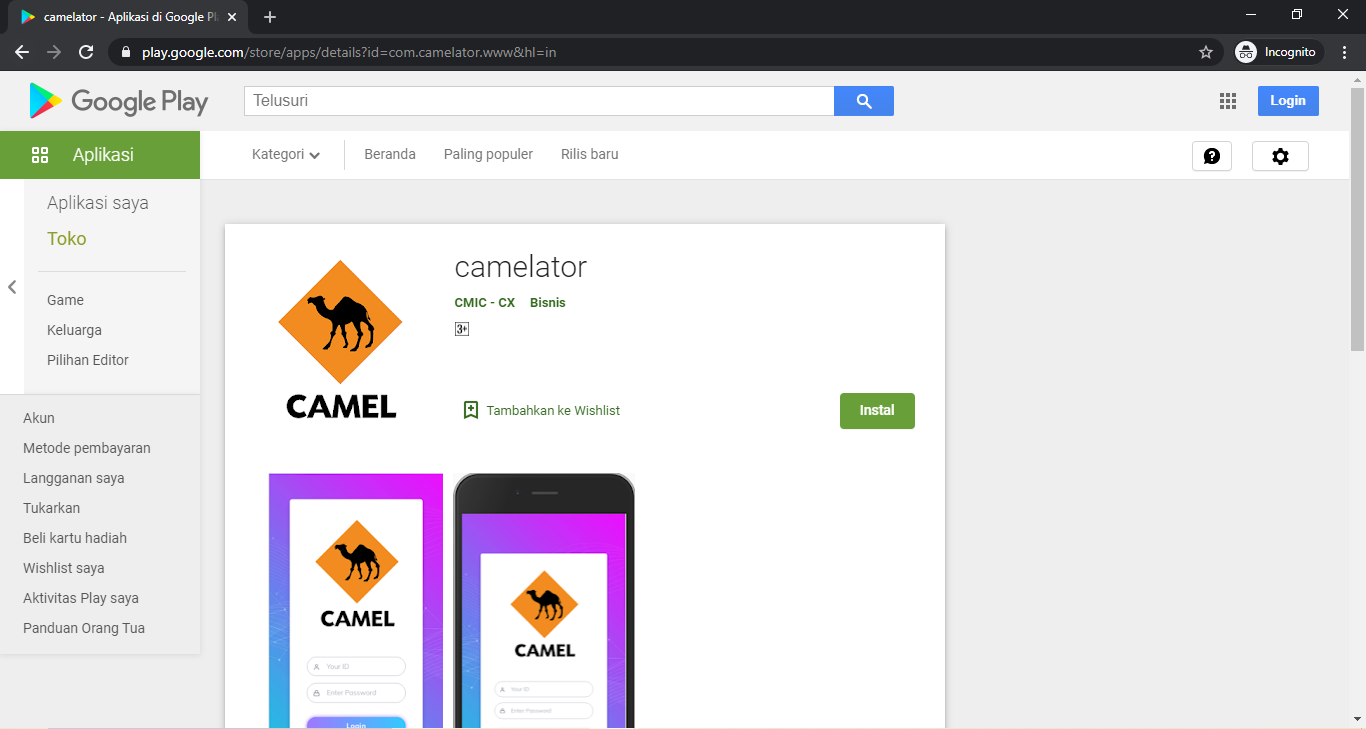 camelator - Aplikasi di Google Pl
play.google.com/store/apps/details?id=com.camelator.www&hl=in
Incognito
Google Play
Telusuri
Login
Aplikasi
Kategori
Beranda
Paling populer
Rilis baru
Aplikasi saya
Toko
Game
Keluarga
Pilihan Editor
Akun
Metode pembayaran
Langganan saya
Tukarkan
Beli kartu hadiah
Wishlist saya
Aktivitas Play saya
Panduan Orang Tua
CAMEL
camelator
CMIC - CX Bisnis
3+
Tambahkan ke Wishlist
Instal
CAMEL
Your ID
Enter Password
Login
CAMEL
Your ID
Enter Password